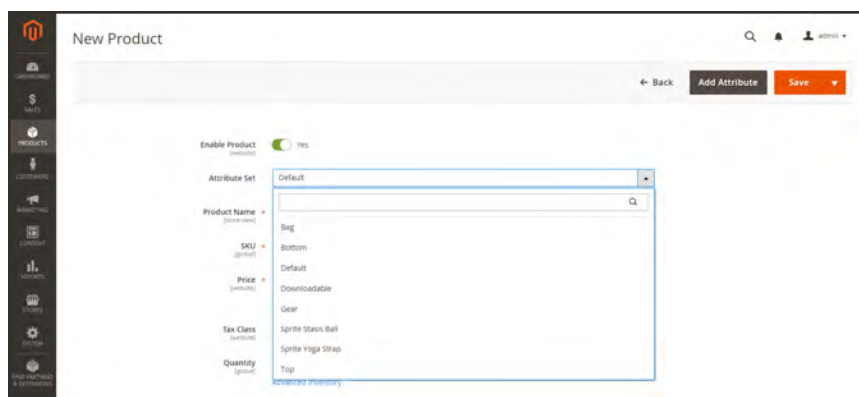 New Product
admin
DASHBOARD
SALES
PRODUCTS
CUSTOMERS
MARKETING
CONTENT
REPORTS
STORES
SYSTEM
FIND PARTNERS
& EXTENSIONS
← Back
Add Attribute
Save
Enable Product
[website]
Yes
Attribute Set
Default
Product Name *
[store view]
SKU *
[global]
Price *
[website]
Tax Class
[website]
Quantity
[global]
Bag
Bottom
Default
Downloadable
Gear
Sprite Stasis Ball
Sprite Yoga Strap
Top
Advanced Inventory